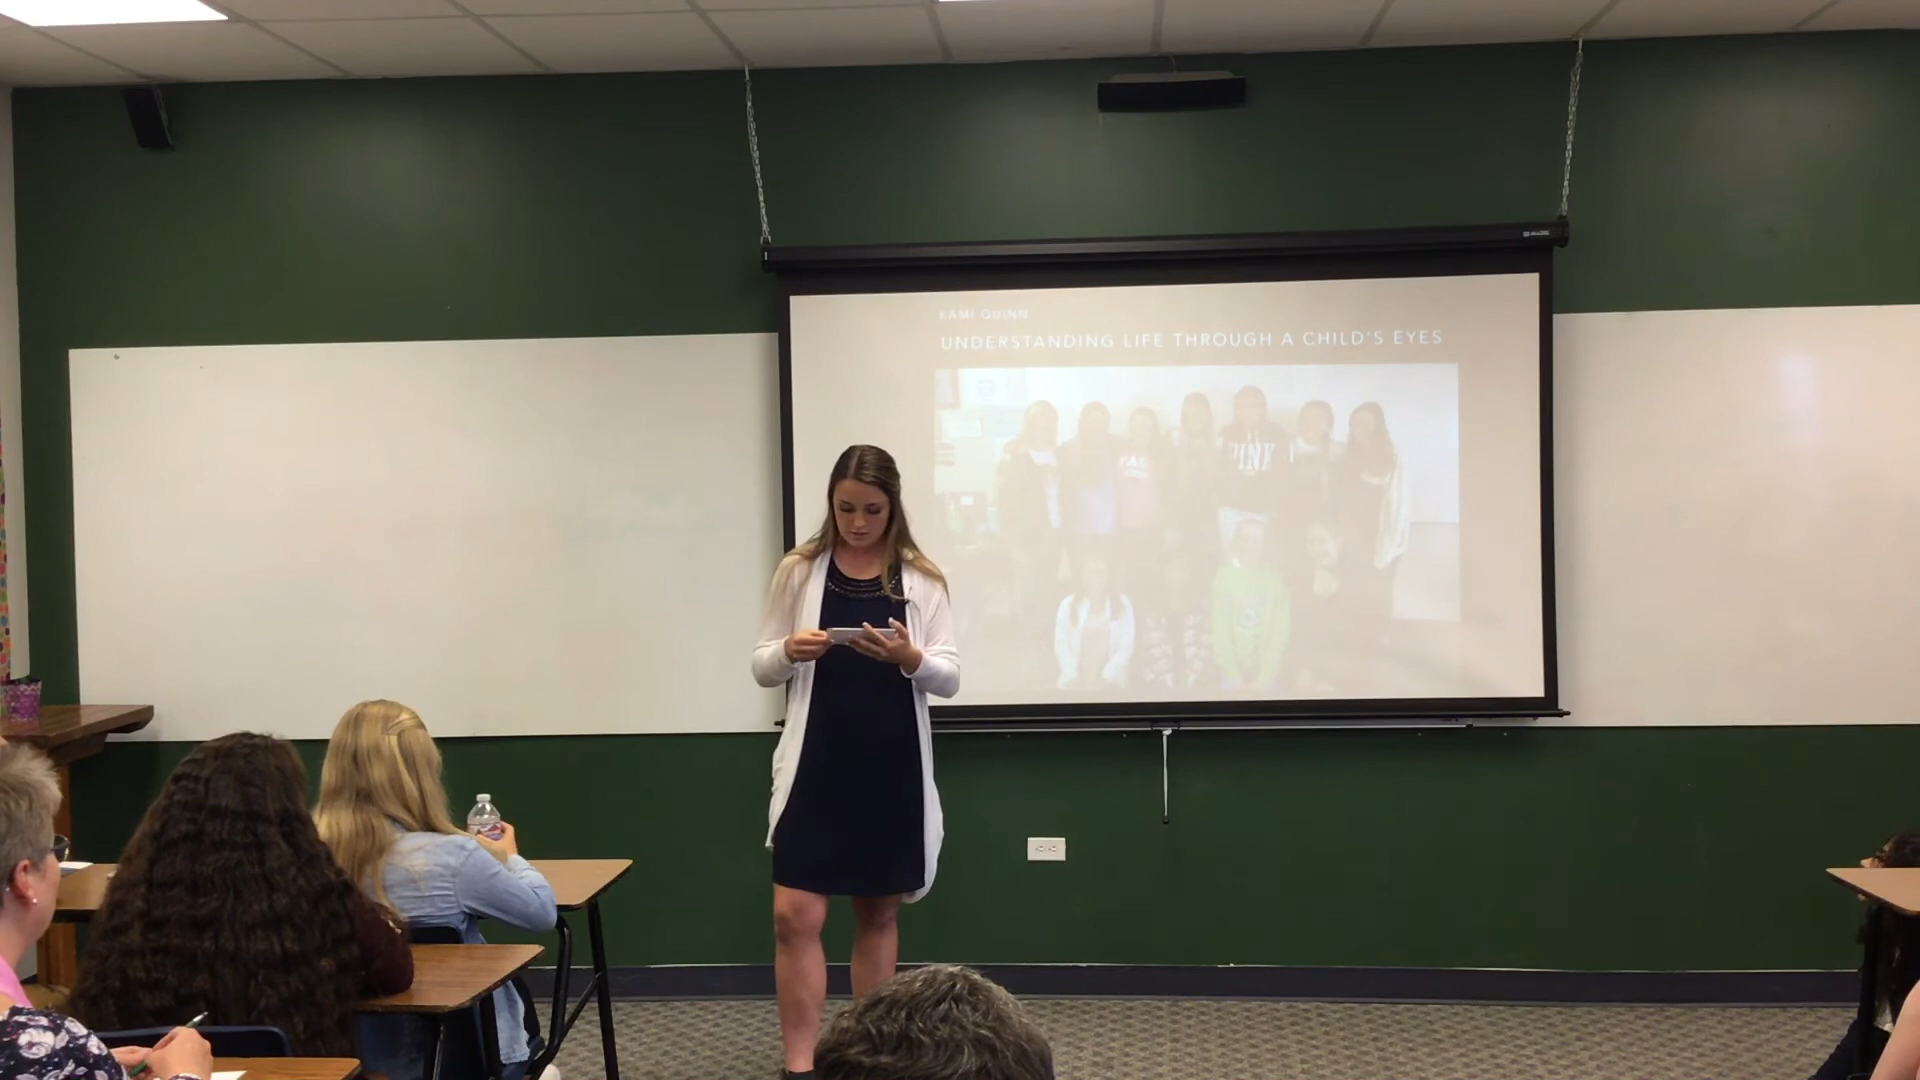 KAMI QUINN
UNDERSTANDING LIFE THROUGH A CHILD'S EYES
PINK